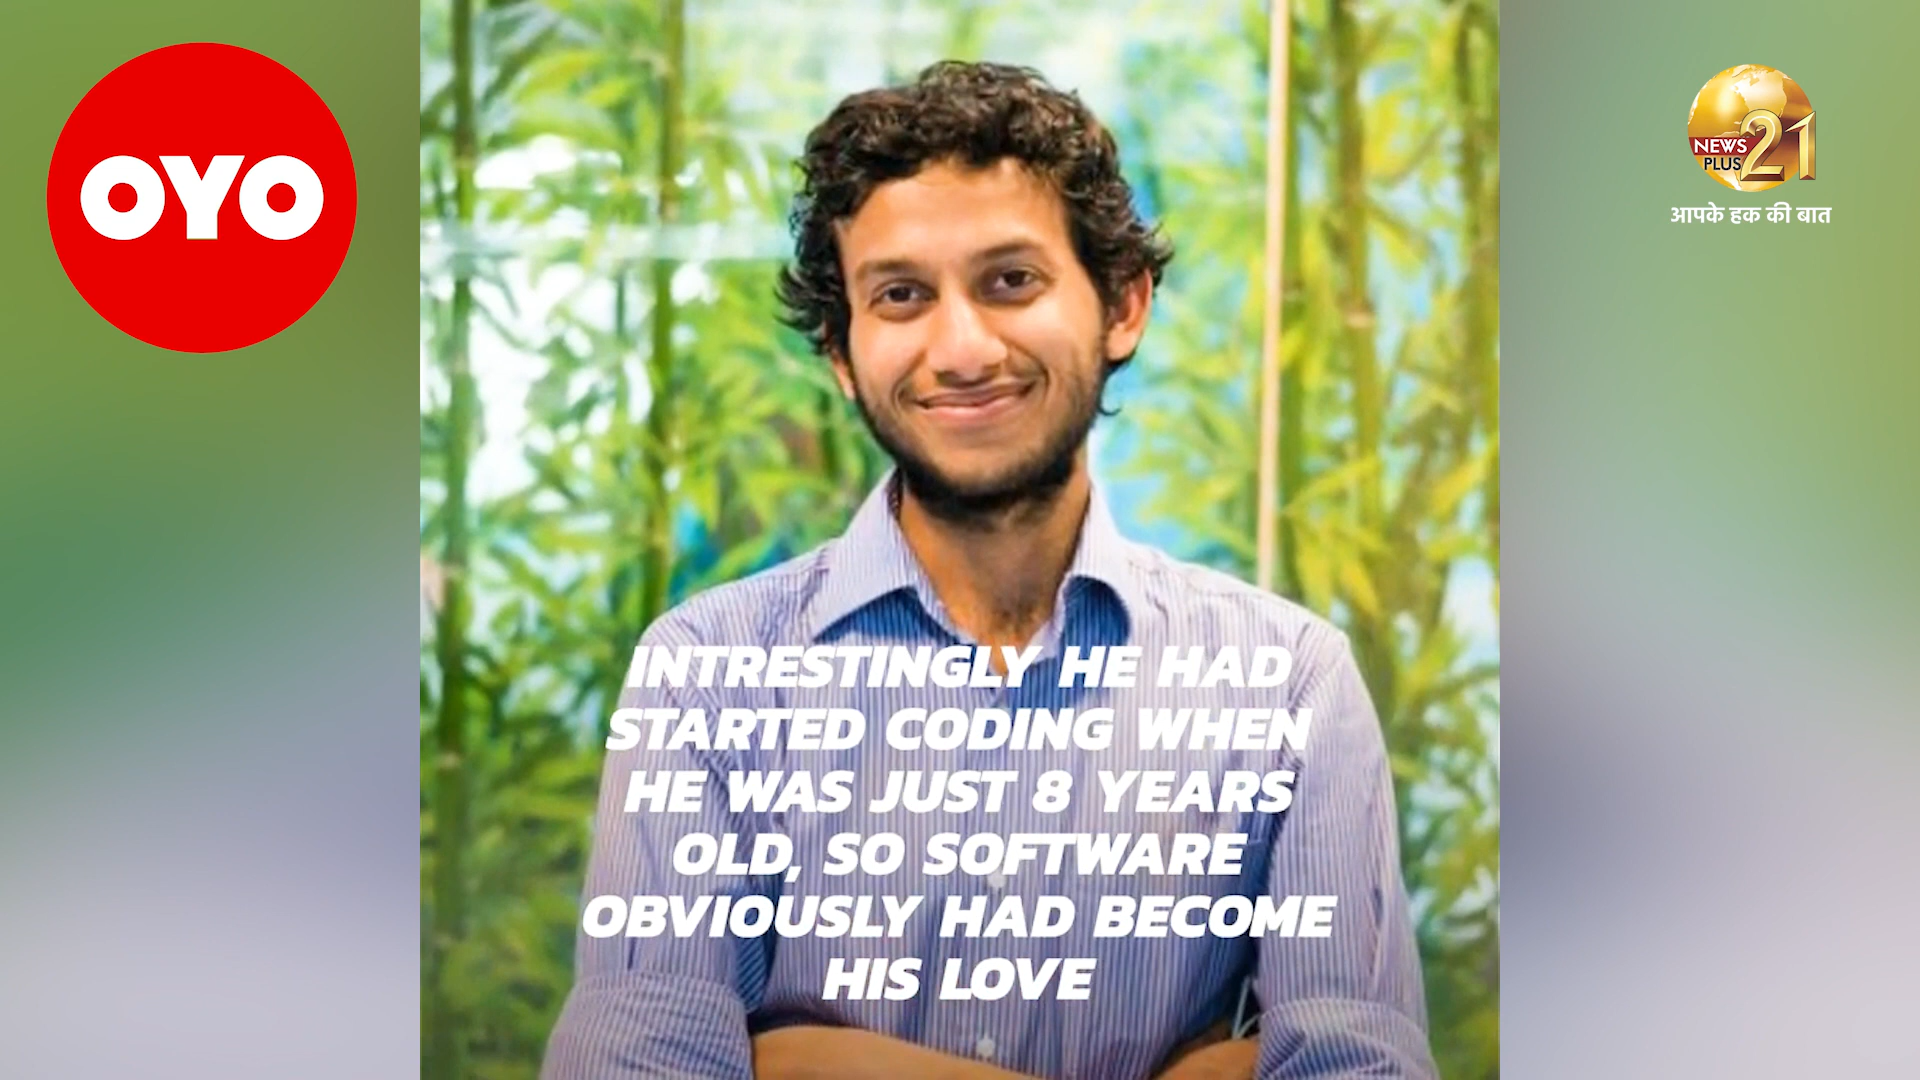 OYO
NEWS
PLUS
21
आपके हक की बात
INTRESTINGLY HE HAD
STARTED CODING WHEN
HE WAS JUST 8 YEARS
OLD, SO SOFTWARE
OBVIOUSLY HAD BECOME
HIS LOVE